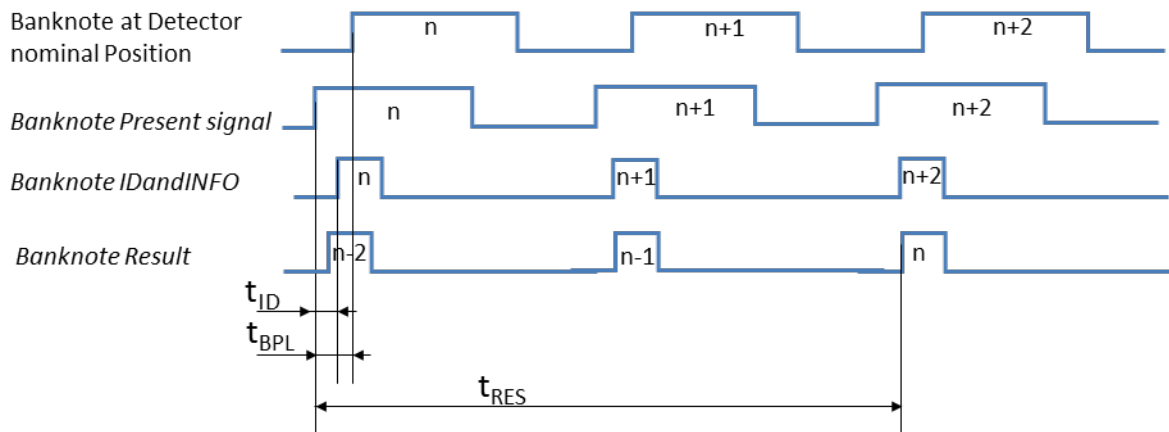 Banknote at Detector
nominal Position
n
n+1
n+2
Banknote Present signal
n
n+1
n+2
Banknote IDandINFO
n
n+1
n+2
Banknote Result
n-2
n-1
n
tID
tBPL
tRES